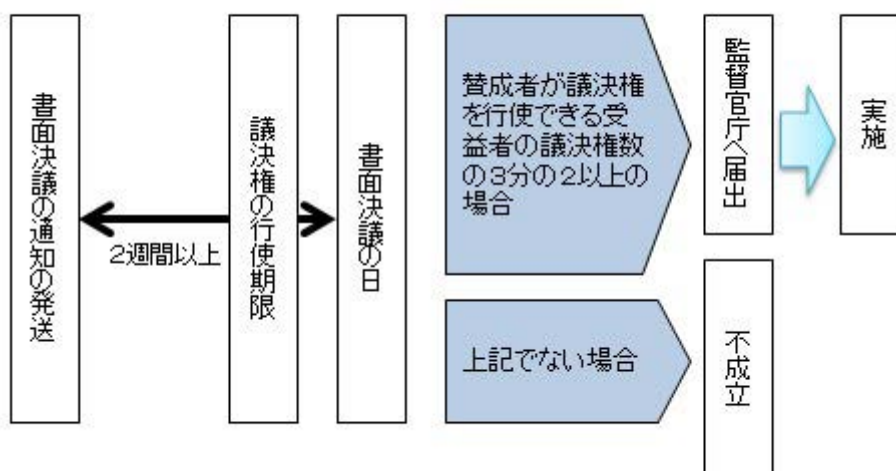 書面決議の通知の発送
2週間以上
議決権の行使期限
書面決議の日
賛成者が議決権
を行使できる受
益者の議決権数
の3分の2以上の
場合
監督官庁へ届出
実施
上記でない場合
不成立